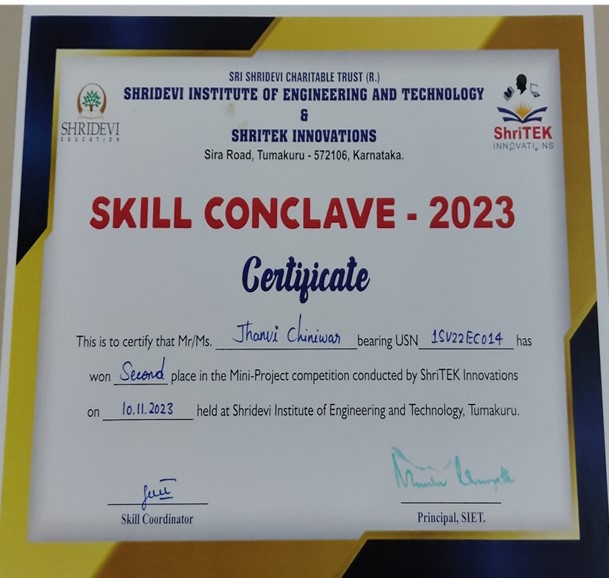 SRI SHRIDEVI CHARITABLE TRUST (R.)
SHRIDEVI INSTITUTE OF ENGINEERING AND TECHNOLOGY
&
SHRITEK INNOVATIONS
Sira Road, Tumakuru - 572106, Karnataka.
SHRIDEVI
EDUCATION
ShriTEK
INNOVATIONS
SKILL CONCLAVE - 2023
Certificate
This is to certify that Mr/Ms. Jhanvi Chiniwar bearing USN 1SV22EC014 has
won Second place in the Mini-Project competition conducted by ShriTEK Innovations
on 10.11.2023 held at Shridevi Institute of Engineering and Technology, Tumakuru.
Skill Coordinator
Principal, SIET.